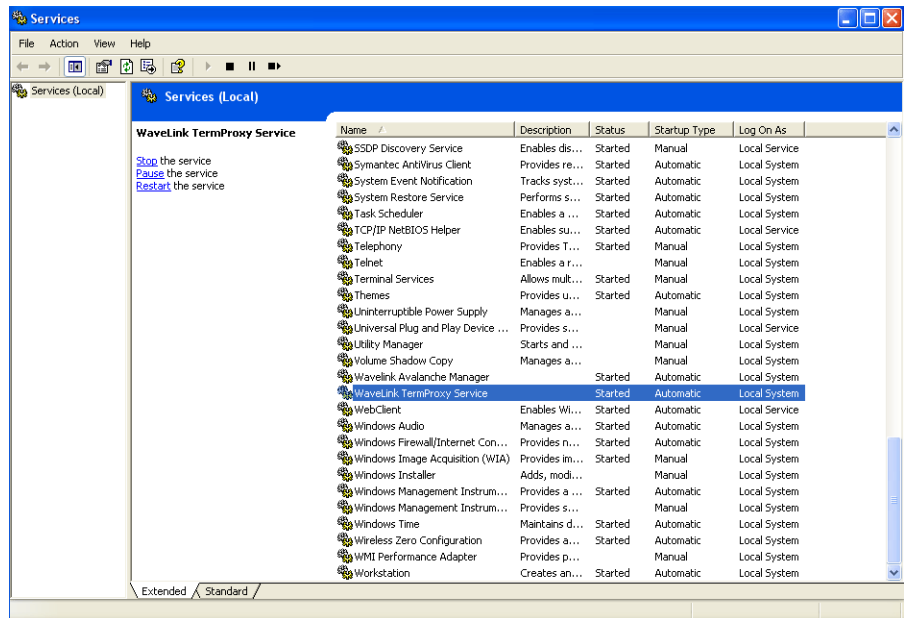 Services
File Action View Help
Services (Local)
Services (Local)
WaveLink TermProxy Service
Stop the service
Pause the service
Restart the service
Name Description Status Startup Type Log On As
SSDP Discovery Service Enables dis... Started Manual Local Service
Symantec AntiVirus Client Provides re... Started Automatic Local System
System Event Notification Tracks syst... Started Automatic Local System
System Restore Service Performs s... Started Automatic Local System
Task Scheduler Enables a ... Started Automatic Local System
TCP/IP NetBIOS Helper Enables su... Started Automatic Local Service
Telephony Provides T... Started Manual Local System
Telnet Enables a r... Manual Local System
Terminal Services Allows mult... Started Manual Local System
Themes Provides u... Started Automatic Local System
Uninterruptible Power Supply Manages a... Manual Local Service
Universal Plug and Play Device ... Provides s... Manual Local Service
Utility Manager Starts and ... Manual Local System
Volume Shadow Copy Manages a... Manual Local System
Wavelink Avalanche Manager Started Automatic Local System
WaveLink TermProxy Service Started Automatic Local System
WebClient Enables Wi... Started Automatic Local Service
Windows Audio Manages a... Started Automatic Local System
Windows Firewall/Internet Con... Provides n... Started Automatic Local System
Windows Image Acquisition (WIA) Provides im... Started Manual Local System
Windows Installer Adds, modi... Manual Local System
Windows Management Instrum... Provides a ... Started Automatic Local System
Windows Management Instrum... Provides s... Manual Local System
Windows Time Maintains d... Started Automatic Local System
Wireless Zero Configuration Provides a... Started Automatic Local System
WMI Performance Adapter Provides p... Manual Local System
Workstation Creates an... Started Automatic Local System
Extended Standard